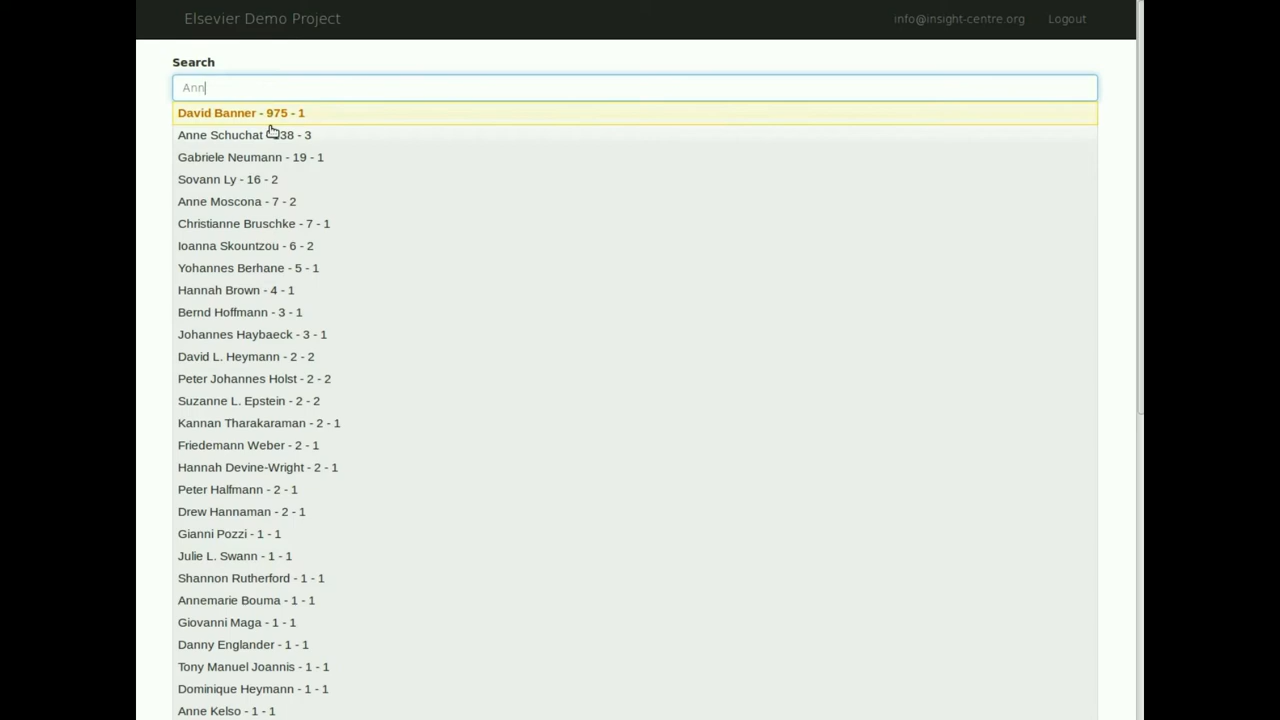 Elsevier Demo Project
info@insight-centre.org Logout
Search
Ann
David Banner - 975 - 1
Anne Schuchat 38 - 3
Gabriele Neumann - 19 - 1
Sovann Ly - 16 - 2
Anne Moscona - 7 - 2
Christianne Bruschke - 7 - 1
Ioanna Skountzou - 6 - 2
Yohannes Berhane - 5 - 1
Hannah Brown - 4 - 1
Bernd Hoffmann - 3 - 1
Johannes Haybaeck - 3 - 1
David L. Heymann - 2 - 2
Peter Johannes Holst - 2 - 2
Suzanne L. Epstein - 2 - 2
Kannan Tharakaraman - 2 - 1
Friedemann Weber - 2 - 1
Hannah Devine-Wright - 2 - 1
Peter Halfmann - 2 - 1
Drew Hannaman - 2 - 1
Gianni Pozzi - 1 - 1
Julie L. Swann - 1 - 1
Shannon Rutherford - 1 - 1
Annemarie Bouma - 1 - 1
Giovanni Maga - 1 - 1
Danny Englander - 1 - 1
Tony Manuel Joannis - 1 - 1
Dominique Heymann - 1 - 1
Anne Kelso - 1 - 1